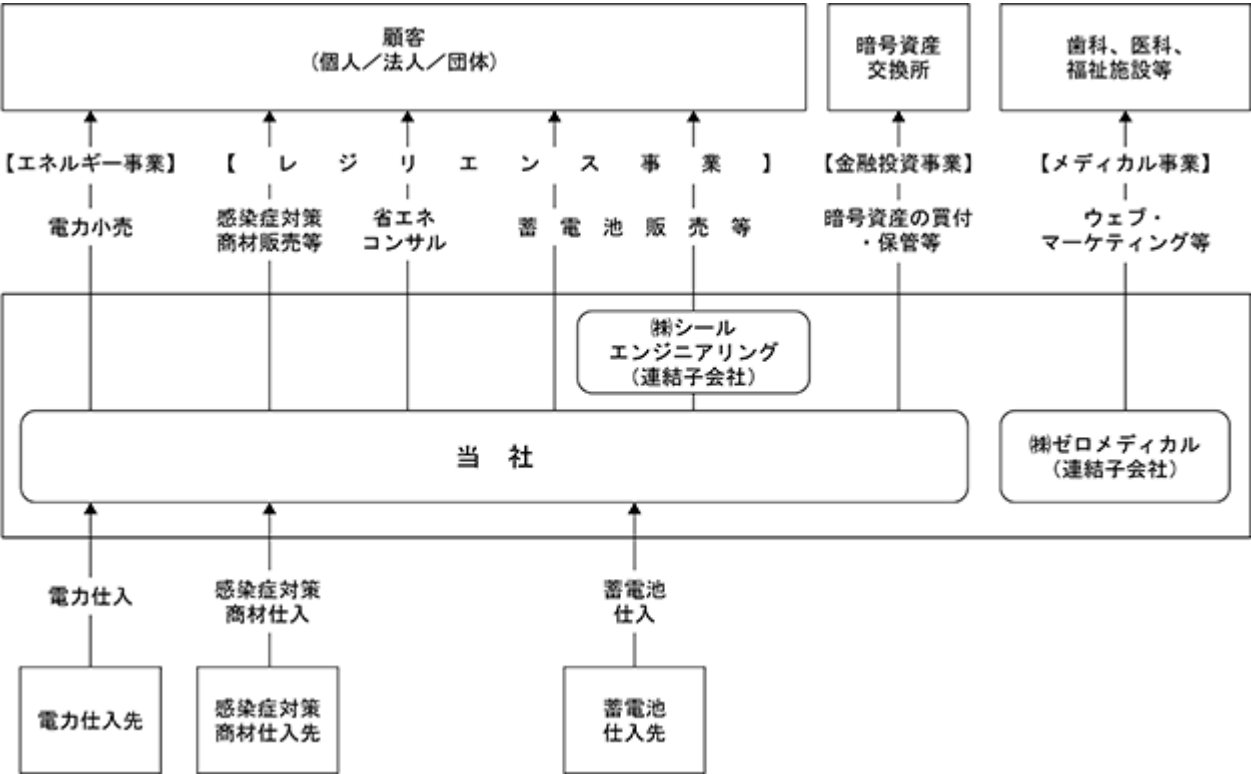 顧客
（個人／法人／団体）
暗号資産
交換所
歯科、医科、
福祉施設等
【エネルギー事業】
【レジリエンス事業】
【金融投資事業】
【メディカル事業】
電力小売
感染症対策
商材販売等
省エネ
コンサル
蓄電池販売等
暗号資産の買付
・保管等
ウェブ・
マーケティング等
㈱シール
エンジニアリング
（連結子会社）
当社
㈱ゼロメディカル
（連結子会社）
電力仕入
感染症対策
商材仕入
蓄電池
仕入
電力仕入先
感染症対策
商材仕入先
蓄電池
仕入先